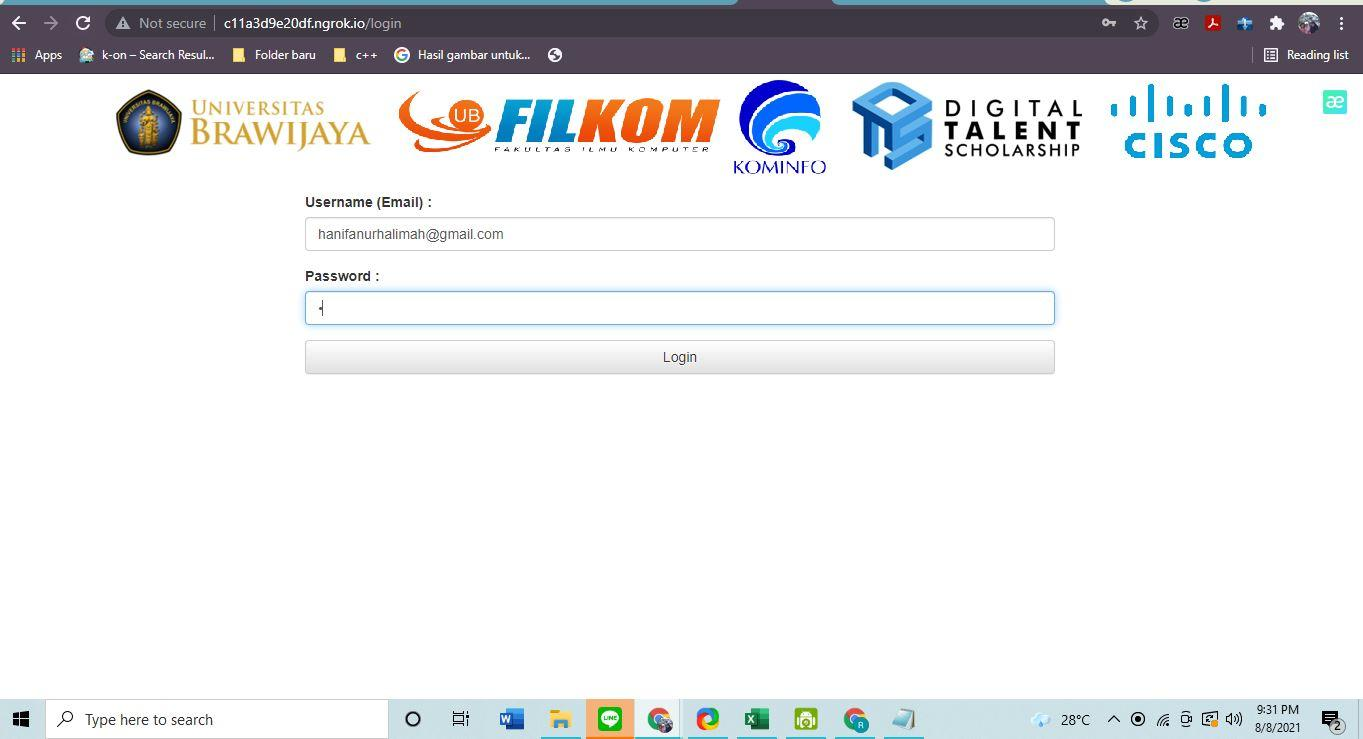 Not secure c11a3d9e20df.ngrok.io/login
æ
Apps k-on – Search Resul... Folder baru c++ Hasil gambar untuk... Reading list
UNIVERSITAS
BRAWIJAYA
UB FILKOM
FAKULTAS ILMU KOMPUTER
KOMINFO
DIGITAL
TALENT
SCHOLARSHIP
CISCO
æ
Username (Email) :
hanifanurhalimah@gmail.com
Password :
Login
Type here to search
W
LINE
X
R
28°C
9:31 PM
8/8/2021
2